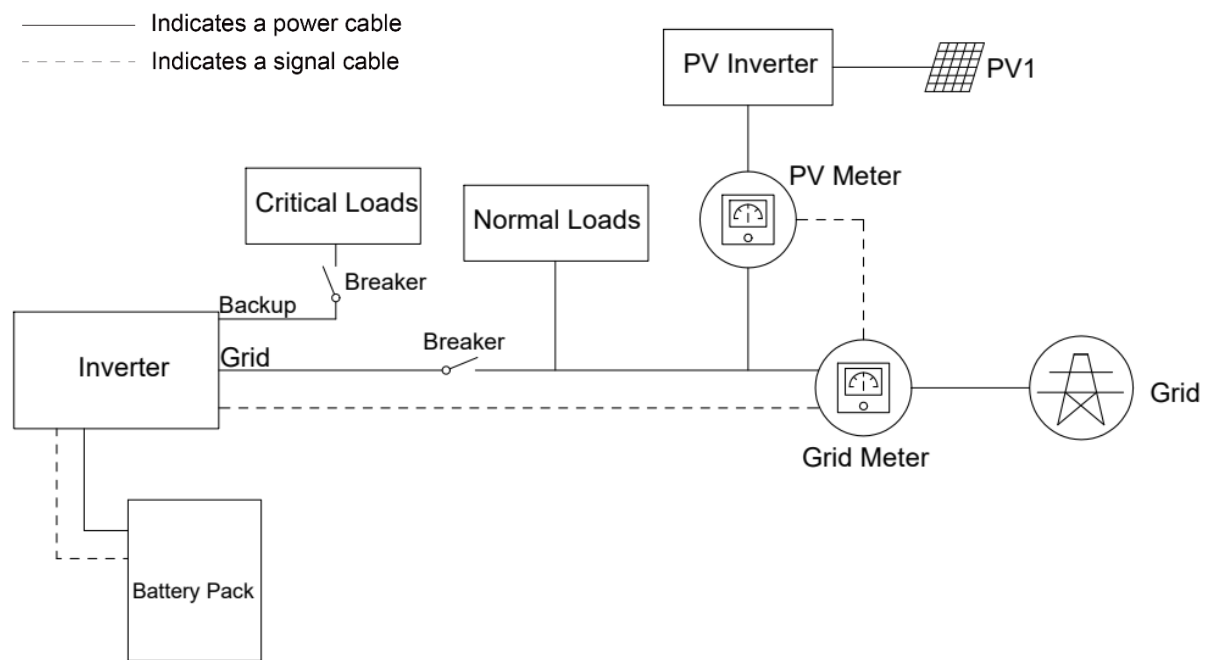 Indicates a power cable
Indicates a signal cable
PV Inverter
PV1
PV Meter
Critical Loads
Normal Loads
Breaker
Backup
Breaker
Grid
Inverter
Grid
Grid Meter
Battery Pack